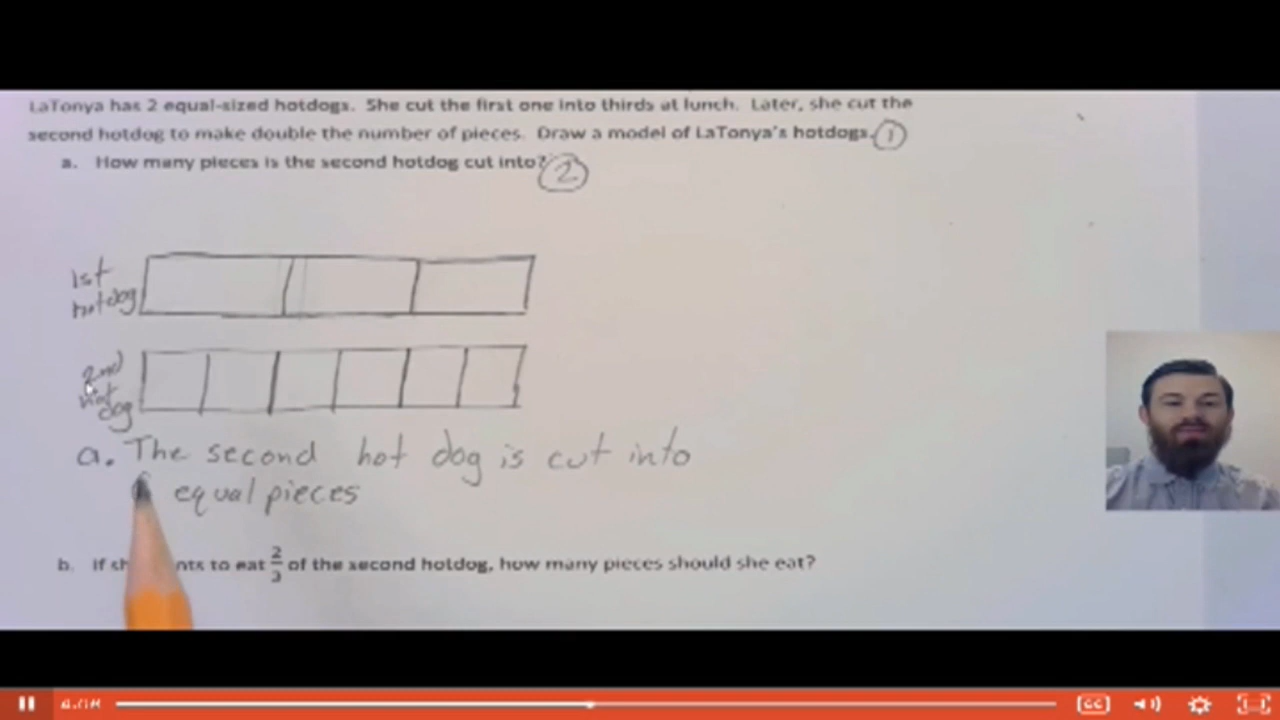 LaTonya has 2 equal-sized hotdogs. She cut the first one into thirds at lunch. Later, she cut the
second hotdog to make double the number of pieces. Draw a model of LaTonya's hotdogs. 1
a. How many pieces is the second hotdog cut into? 2
1st
hotdog
2nd
hot
dog
a. The second hot dog is cut into
6 equal pieces
b. If to eat 2/3 of the second hotdog, how many pieces should she eat?
CC